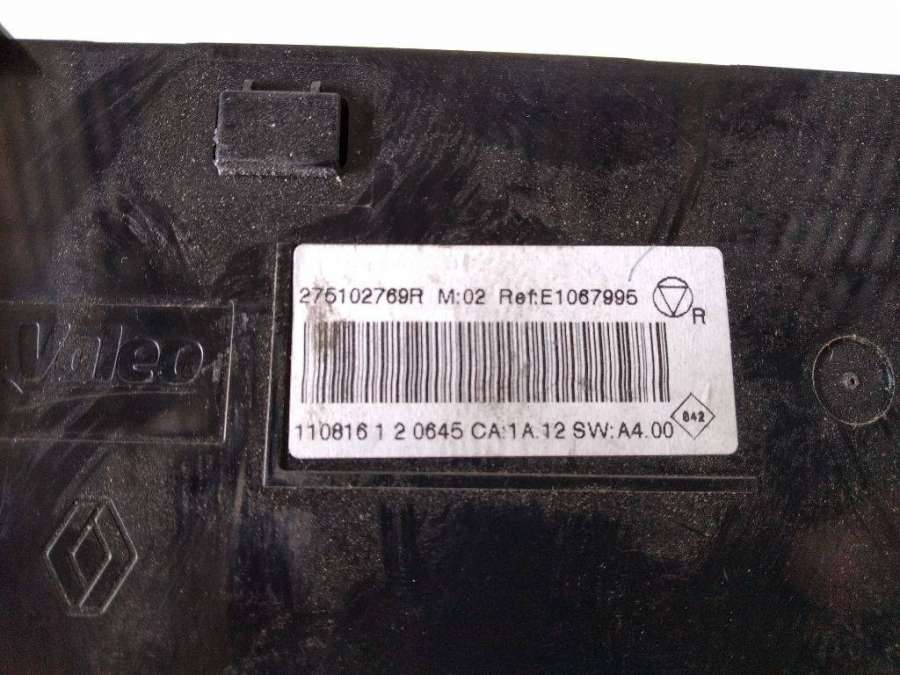 275102769R M:02 Ref:E1067995
R
Valeo
110816 1 2 0645 CA:1A.12 SW:A4.00
842